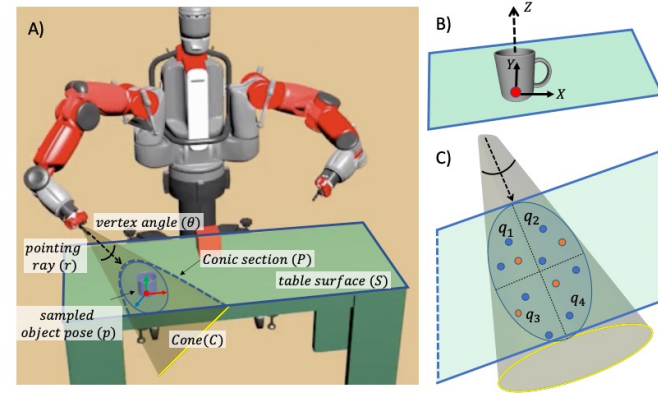 A)
vertex angle (θ)
pointing
ray (r)
Conic section (P)
table surface (S)
sampled
object pose (p)
Cone(C)
B)
Z
Y
X
C)
q₁
q₂
q₃
q₄